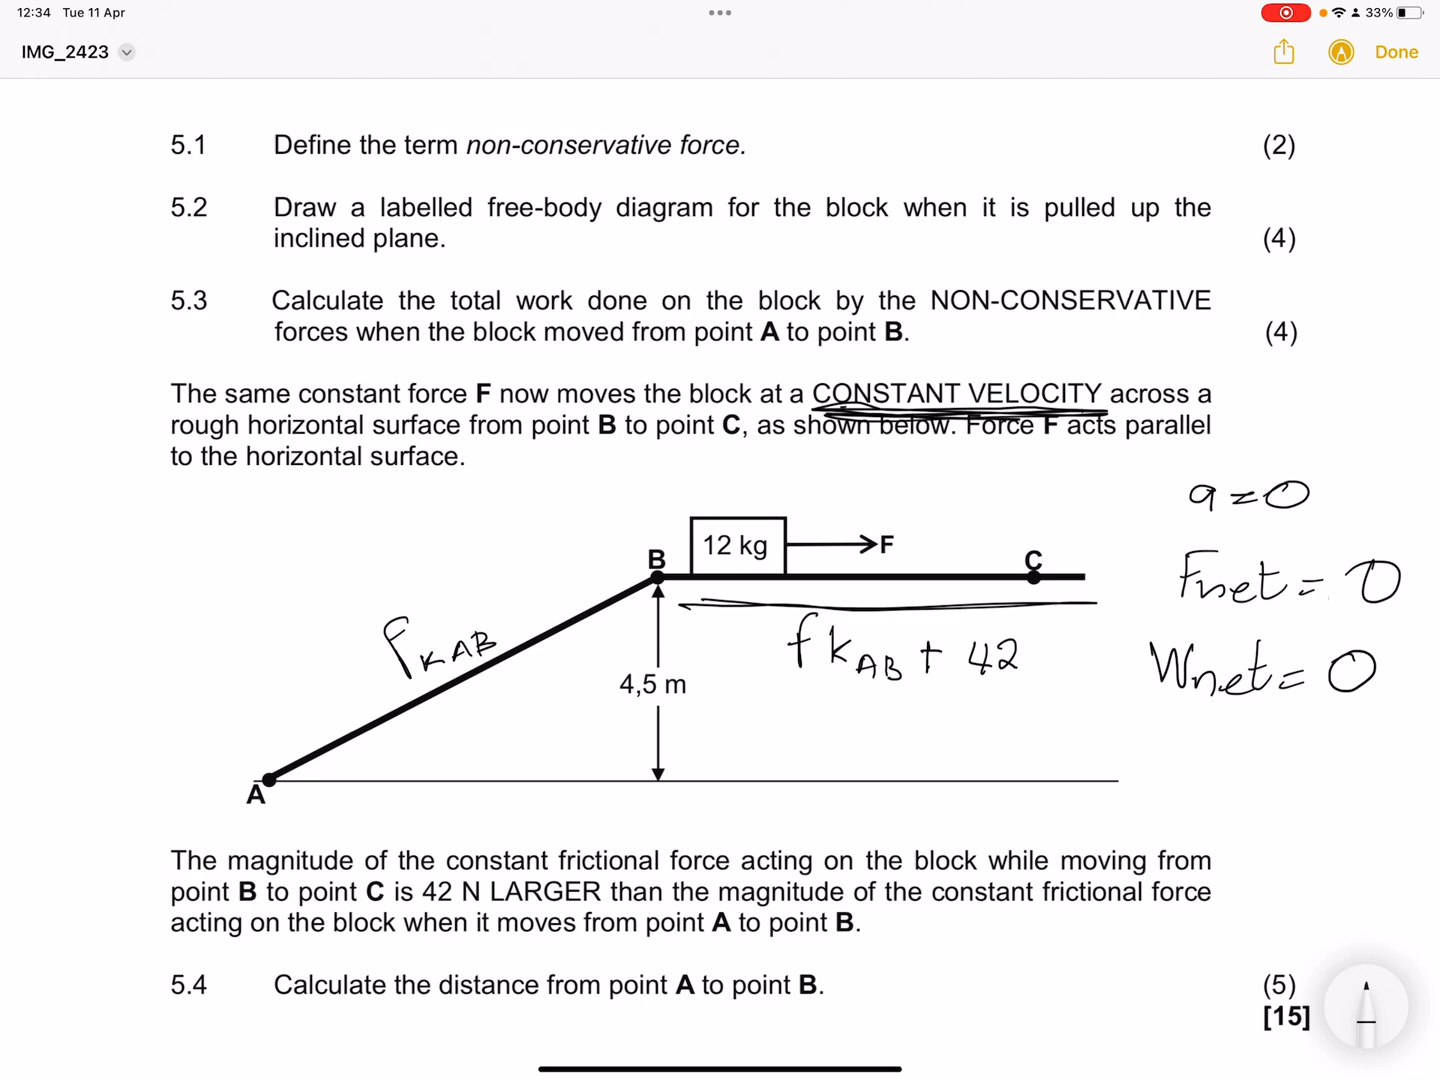 12:34 Tue 11 Apr
33%
IMG_2423
Done
5.1 Define the term non-conservative force. (2)
5.2 Draw a labelled free-body diagram for the block when it is pulled up the
inclined plane. (4)
5.3 Calculate the total work done on the block by the NON-CONSERVATIVE
forces when the block moved from point A to point B. (4)
The same constant force F now moves the block at a CONSTANT VELOCITY across a
rough horizontal surface from point B to point C, as shown below. Force F acts parallel
to the horizontal surface.
a = 0
B 12 kg F C
Fnet = 0
fKAB
fkAB + 42
Wnet = 0
4,5 m
A
The magnitude of the constant frictional force acting on the block while moving from
point B to point C is 42 N LARGER than the magnitude of the constant frictional force
acting on the block when it moves from point A to point B.
5.4 Calculate the distance from point A to point B. (5)
[15]